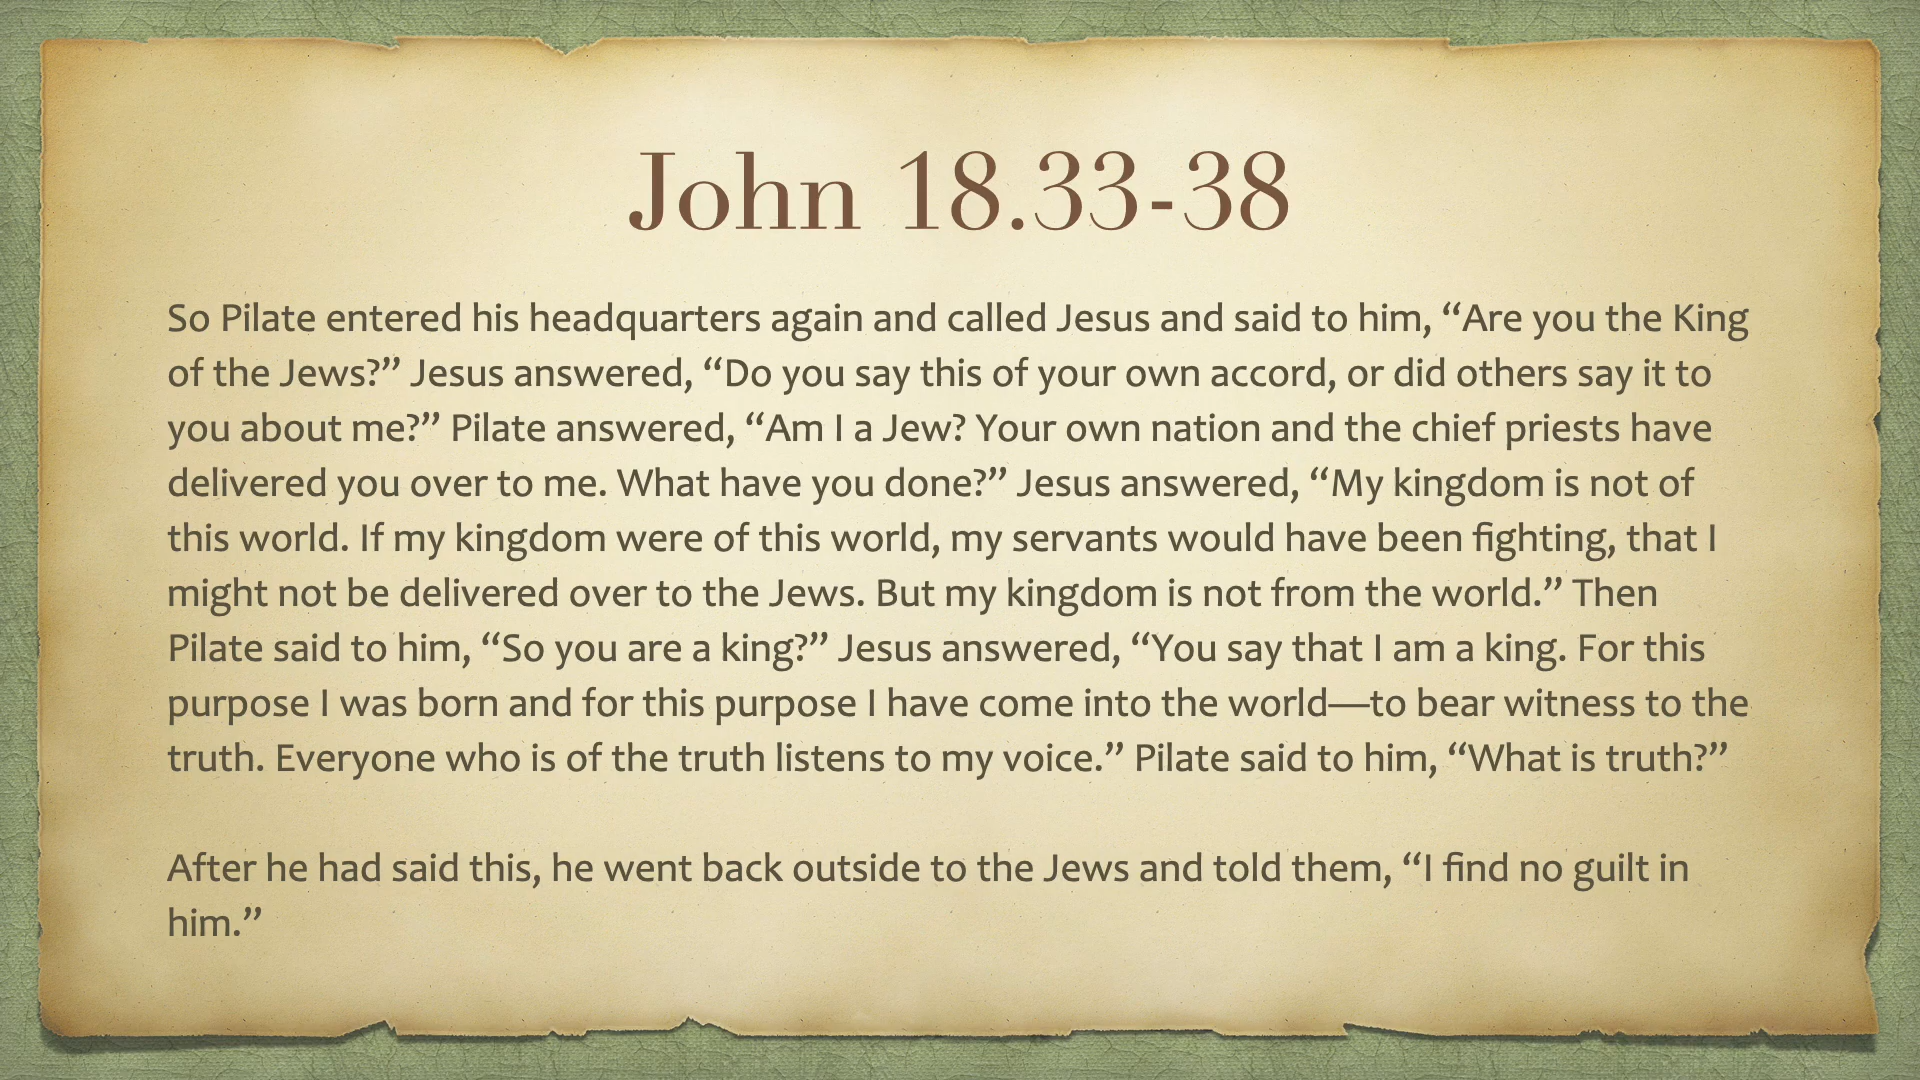 John 18.33-38
So Pilate entered his headquarters again and called Jesus and said to him, “Are you the King
of the Jews?” Jesus answered, “Do you say this of your own accord, or did others say it to
you about me?” Pilate answered, “Am I a Jew? Your own nation and the chief priests have
delivered you over to me. What have you done?” Jesus answered, “My kingdom is not of
this world. If my kingdom were of this world, my servants would have been fighting, that I
might not be delivered over to the Jews. But my kingdom is not from the world.” Then
Pilate said to him, “So you are a king?” Jesus answered, “You say that I am a king. For this
purpose I was born and for this purpose I have come into the world—to bear witness to the
truth. Everyone who is of the truth listens to my voice.” Pilate said to him, “What is truth?”
After he had said this, he went back outside to the Jews and told them, “I find no guilt in
him.”